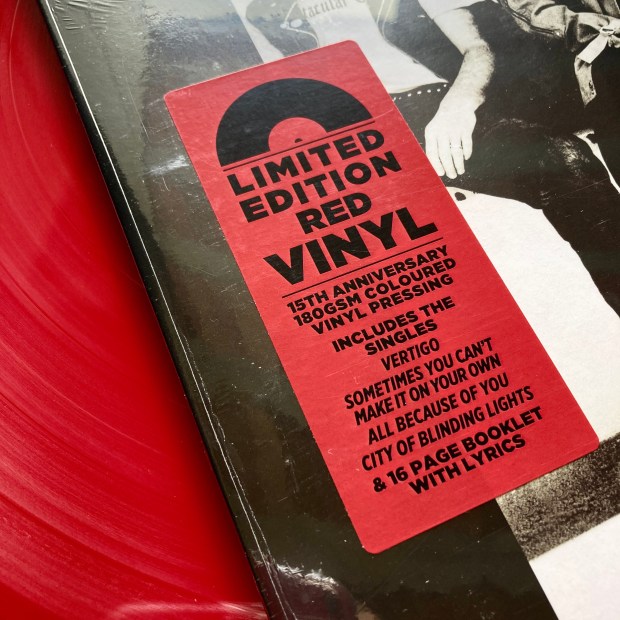 tacular
LIMITED
EDITION
RED
VINYL
15TH ANNIVERSARY
180GSM COLOURED
VINYL PRESSING
INCLUDES THE
SINGLES
VERTIGO
SOMETIMES YOU CAN'T
MAKE IT ON YOUR OWN
ALL BECAUSE OF YOU
CITY OF BLINDING LIGHTS
& 16 PAGE BOOKLET
WITH LYRICS